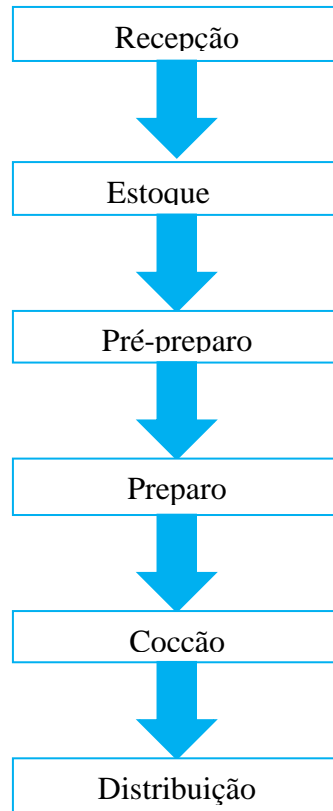 Recepção
Estoque
Pré-preparo
Preparo
Cocção
Distribuição